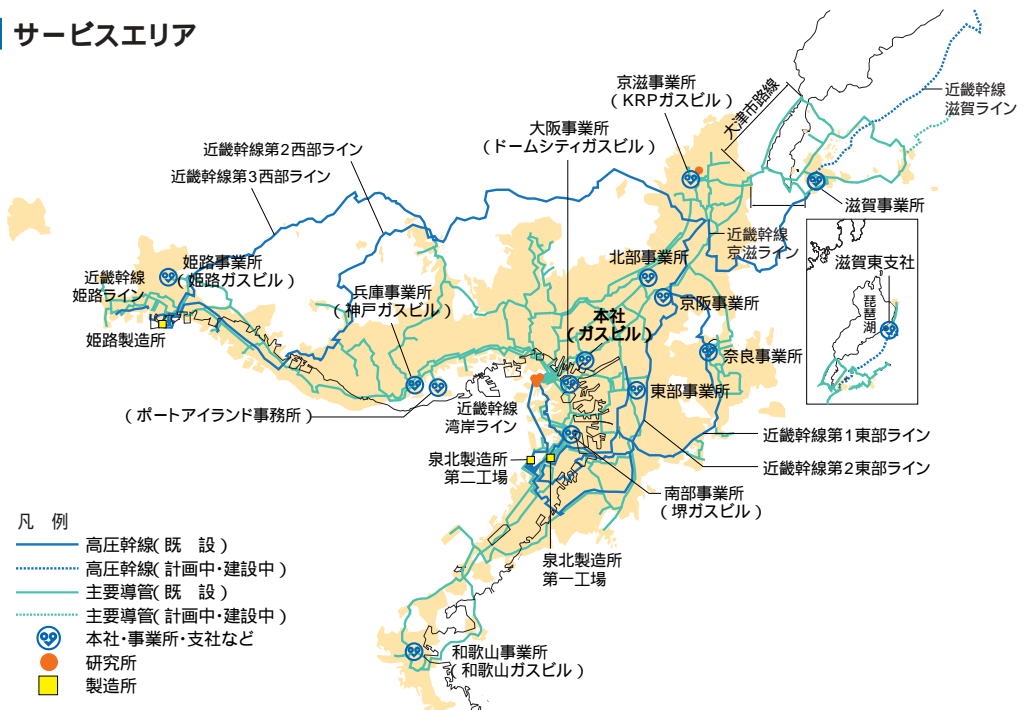 サービスエリア
京滋事業所
(KRPガスビル)
大津市路線
近畿幹線
滋賀ライン
大阪事業所
(ドームシティガスビル)
近畿幹線第2西部ライン
近畿幹線第3西部ライン
滋賀事業所
近畿幹線
京滋ライン
滋賀東支社
琵琶湖
姫路事業所
(姫路ガスビル)
近畿幹線
姫路ライン
姫路製造所
兵庫事業所
(神戸ガスビル)
北部事業所
京阪事業所
本社
(ガスビル)
奈良事業所
東部事業所
(ポートアイランド事務所)
近畿幹線
湾岸ライン
近畿幹線第1東部ライン
近畿幹線第2東部ライン
泉北製造所
第二工場
南部事業所
(堺ガスビル)
泉北製造所
第一工場
和歌山事業所
(和歌山ガスビル)
凡 例
高圧幹線(既 設)
高圧幹線(計画中・建設中)
主要導管(既 設)
主要導管(計画中・建設中)
本社・事業所・支社など
研究所
製造所